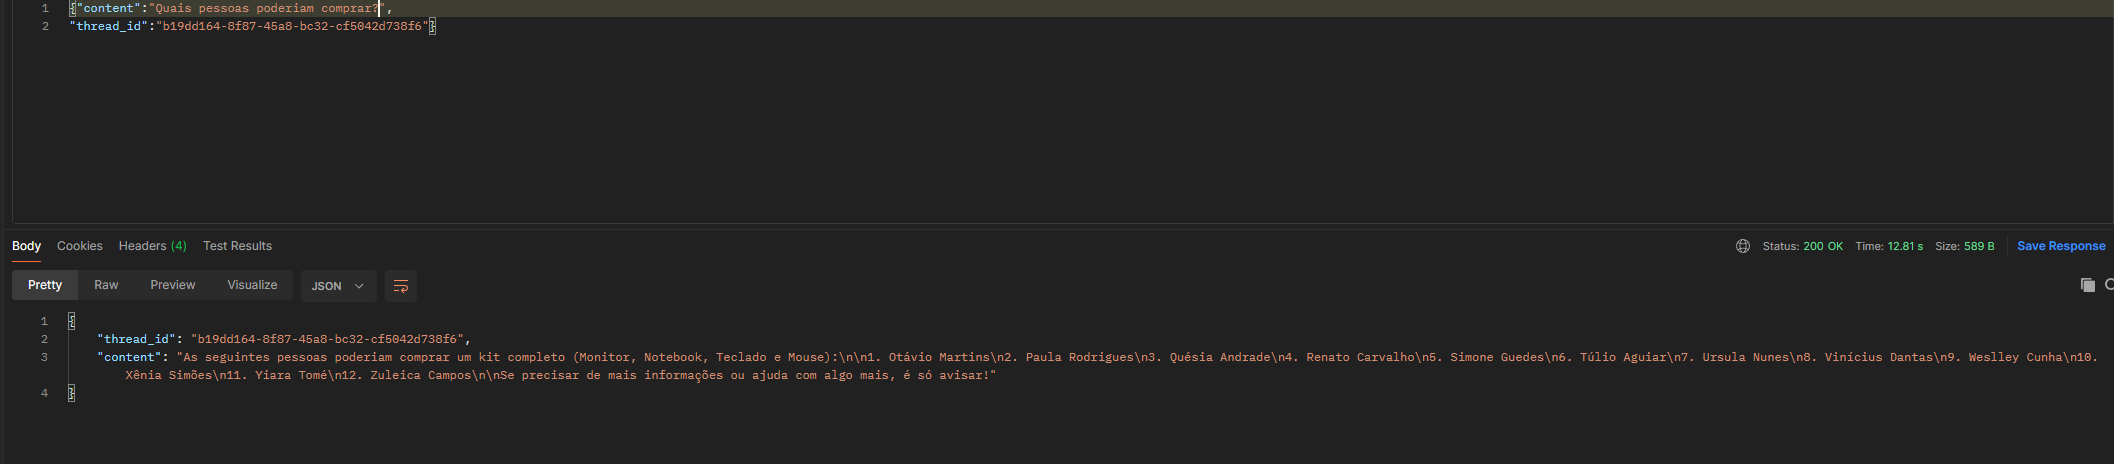 1 {"content":"Quais pessoas poderiam comprar?",
2 "thread_id":"b19dd164-8f87-45a8-bc32-cf5042d738f6"}
Body Cookies Headers (4) Test Results Status: 200 OK Time: 12.81 s Size: 589 B Save Response
Pretty Raw Preview Visualize JSON
1 {
2 "thread_id": "b19dd164-8f87-45a8-bc32-cf5042d738f6",
3 "content": "As seguintes pessoas poderiam comprar um kit completo (Monitor, Notebook, Teclado e Mouse):\n\n1. Otávio Martins\n2. Paula Rodrigues\n3. Quésia Andrade\n4. Renato Carvalho\n5. Simone Guedes\n6. Túlio Aguiar\n7. Ursula Nunes\n8. Vinícius Dantas\n9. Weslley Cunha\n10.
Xênia Simões\n11. Yiara Tomé\n12. Zuleica Campos\n\nSe precisar de mais informações ou ajuda com algo mais, é só avisar!"
4 }